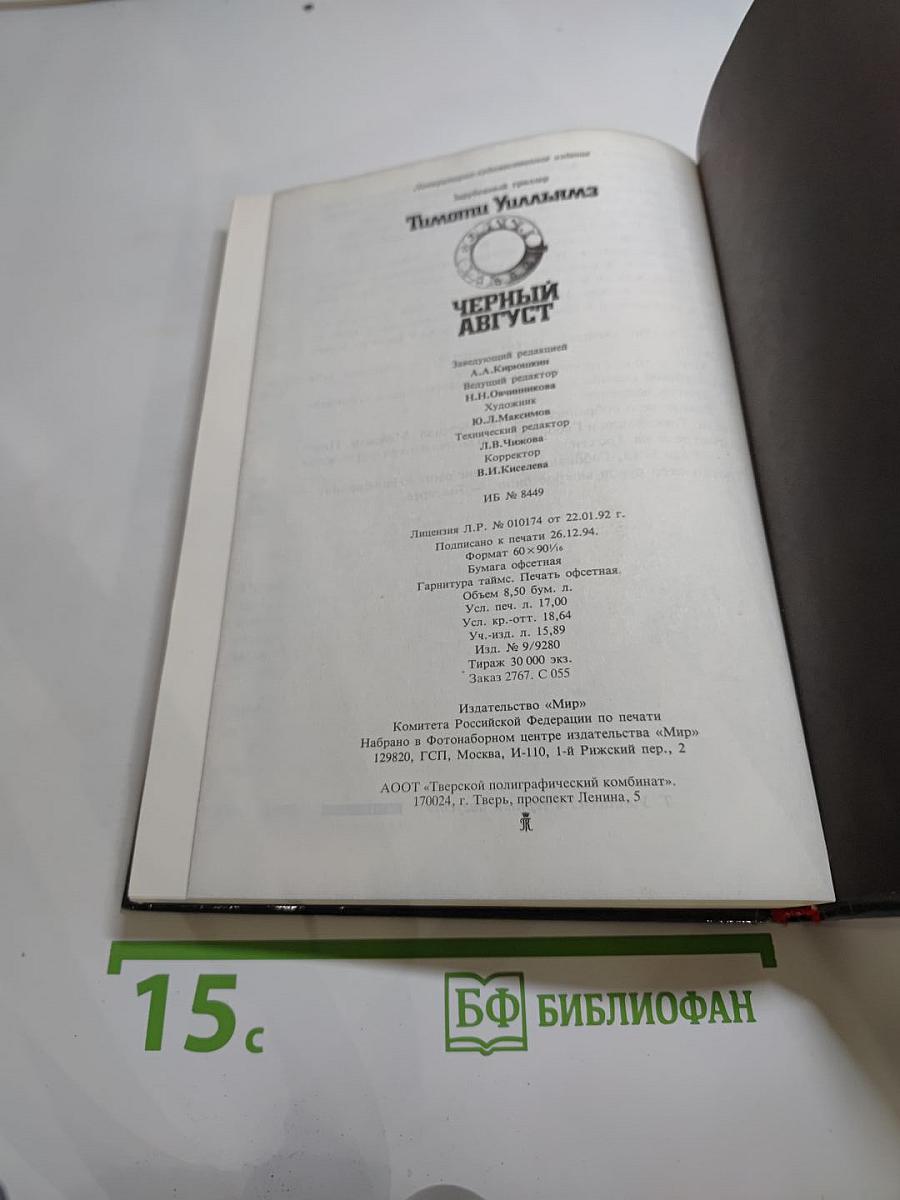 Литературно-художественное издание
Зарубежный триллер
Тимоти Уилльямз
ЧЕРНЫЙ
АВГУСТ
Заведующий редакцией
А.А.Кирюшкин
Ведущий редактор
Н.Н.Овчинникова
Художник
Ю.Л.Максимов
Технический редактор
Л.В.Чижова
Корректор
В.И.Киселева
ИБ № 8449
Лицензия Л.Р. № 010174 от 22.01.92 г.
Подписано к печати 26.12.94.
Формат 60×90 1/16
Бумага офсетная
Гарнитура таймс. Печать офсетная.
Объем 8,50 бум. л.
Усл. печ. л. 17,00
Усл. кр.-отт. 18,64
Уч.-изд. л. 15,89
Изд. № 9/9280
Тираж 30 000 экз.
Заказ 2767. С 055
Издательство «Мир»
Комитета Российской Федерации по печати
Набрано в Фотонаборном центре издательства «Мир»
129820, ГСП, Москва, И-110, 1-й Рижский пер., 2
АООТ «Тверской полиграфический комбинат».
170024, г. Тверь, проспект Ленина, 5
15 с
БФ БИБЛИОФАН